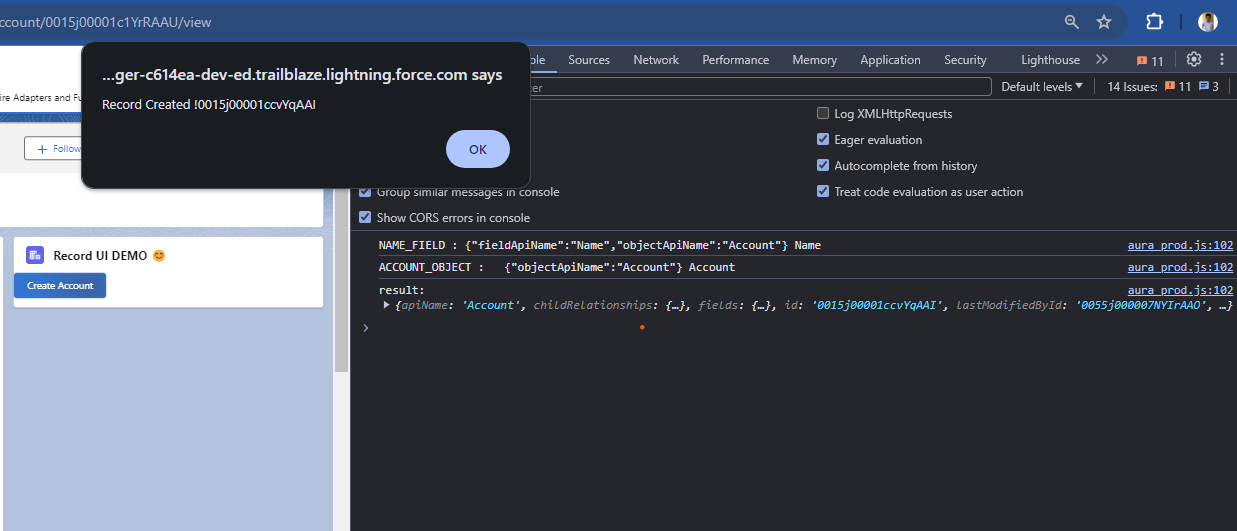 ccount/0015j00001c1YrRAAU/view
...ger-c614ea-dev-ed.trailblaze.lightning.force.com says
Record Created !0015j00001ccvYqAAI
OK
ire Adapters and Fu
Follow
Record UI DEMO 😊
Create Account
ole Sources Network Performance Memory Application Security Lighthouse 11
ter Default levels 14 Issues: 11 3
Log XMLHttpRequests
Eager evaluation
Autocomplete from history
Group similar messages in console Treat code evaluation as user action
Show CORS errors in console
NAME_FIELD : {"fieldApiName":"Name","objectApiName":"Account"} Name aura_prod.js:102
ACCOUNT_OBJECT : {"objectApiName":"Account"} Account aura_prod.js:102
result: aura_prod.js:102
{apiName: 'Account', childRelationships: {…}, fields: {…}, id: '0015j00001ccvYqAAI', lastModifiedById: '0055j000007NYIrAAO', …}